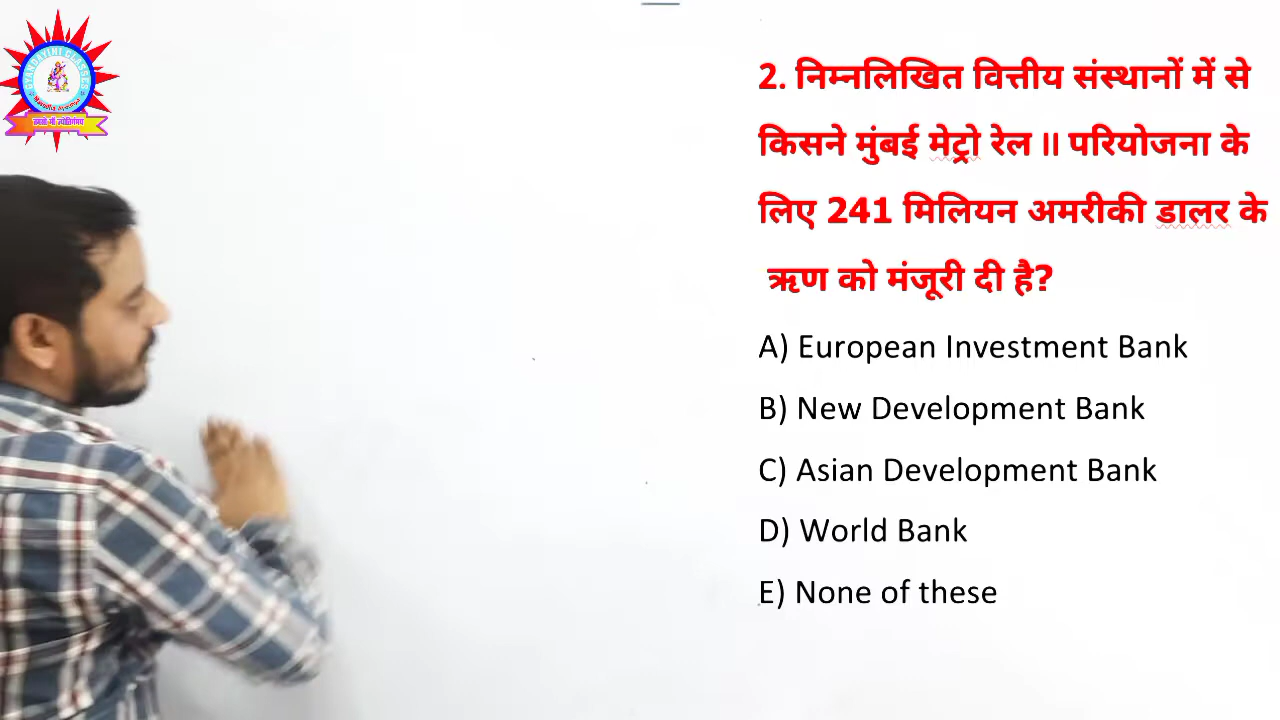 2. निम्नलिखित वित्तीय संस्थानों में से
किसने मुंबई मेट्रो रेल II परियोजना के
लिए 241 मिलियन अमरीकी डालर के
ऋण को मंजूरी दी है?
A) European Investment Bank
B) New Development Bank
C) Asian Development Bank
D) World Bank
E) None of these